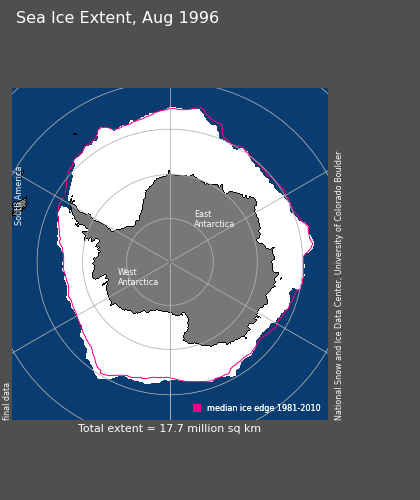 Sea Ice Extent, Aug 1996
South America
East
Antarctica
West
Antarctica
National Snow and Ice Data Center, University of Colorado Boulder
final data
median ice edge 1981-2010
Total extent = 17.7 million sq km